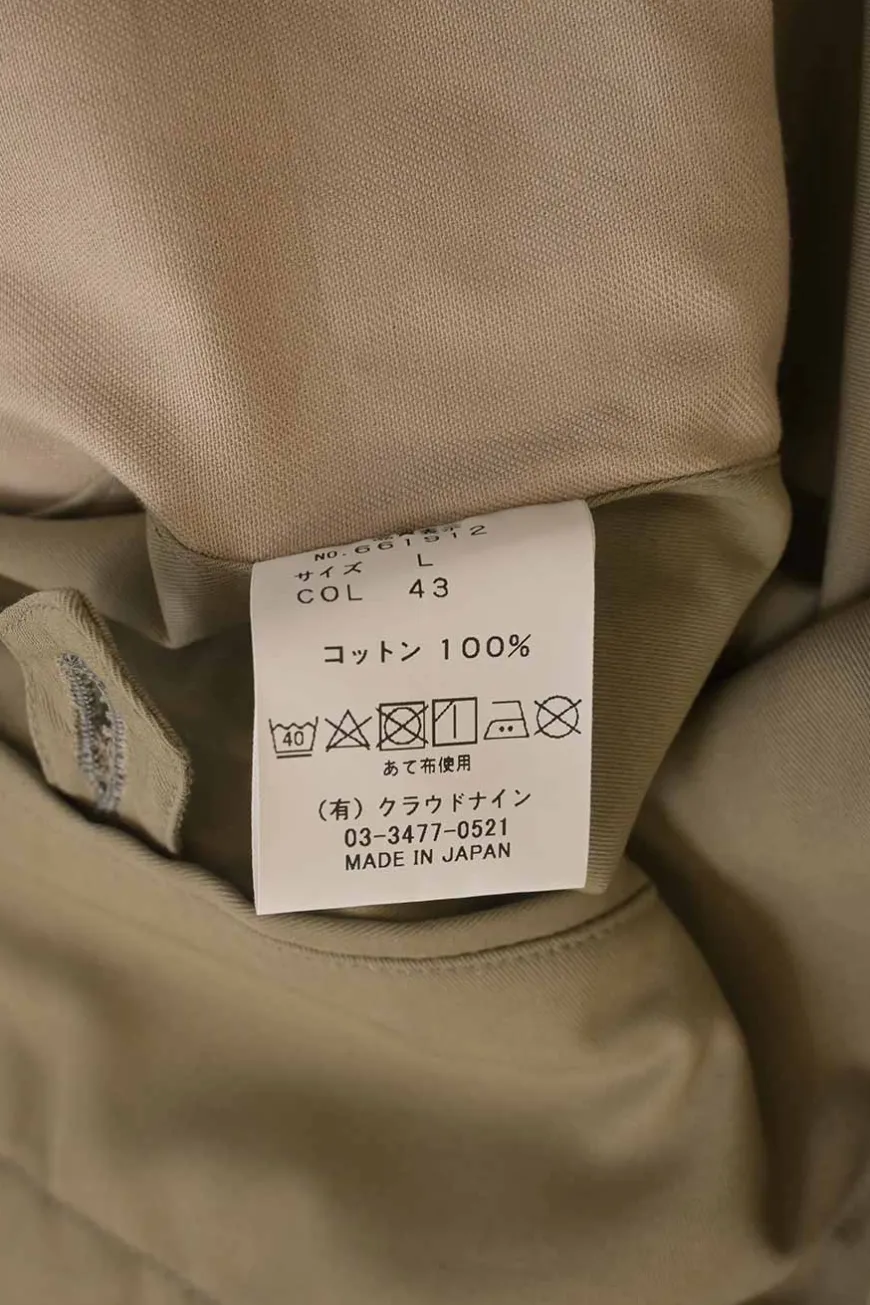 NO.661912
サイズ L
COL 43
コットン 100%
40
あて布使用
（有）クラウドナイン
03-3477-0521
MADE IN JAPAN